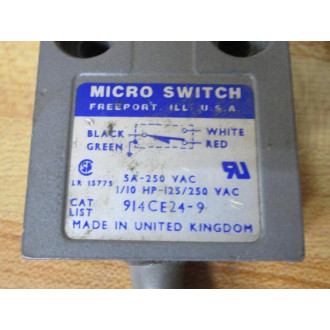 MICRO SWITCH
FREEPORT, ILL. U.S.A.
BLACK WHITE
GREEN RED
5A-250 VAC
LR 15775 1/10 HP-125/250 VAC
CAT LIST 914CE24-9
MADE IN UNITED KINGDOM